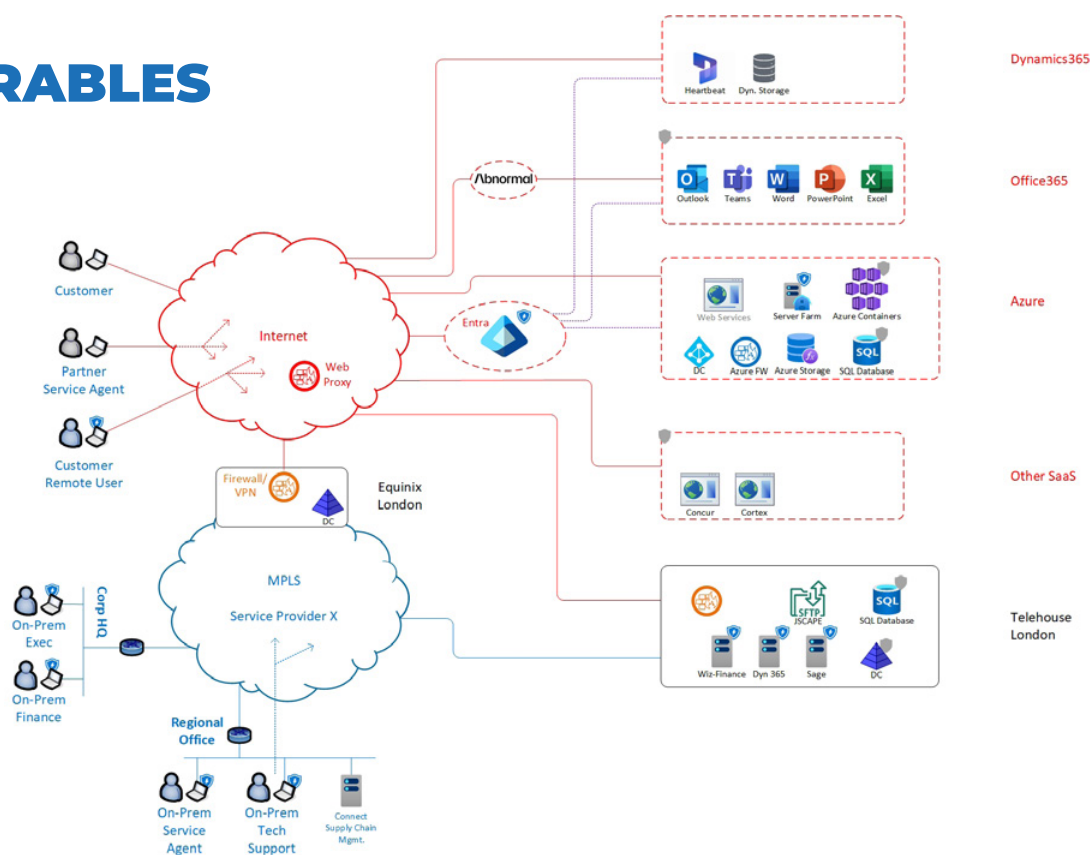 RABLES
Dynamics365
Heartbeat
Dyn. Storage
Abnormal
Office365
Outlook
Teams
Word
PowerPoint
Excel
Customer
Internet
Entra
Azure
Web Services
Server Farm
Azure Containers
DC
Azure FW
Azure Storage
SQL
SQL Database
Partner
Service Agent
Web
Proxy
Customer
Remote User
Firewall/
VPN
DC
Equinix
London
Other SaaS
Concur
Cortex
MPLS
Service Provider X
Corp HQ
On-Prem
Exec
On-Prem
Finance
SFTP
JSCAPE
SQL
SQL Database
Telehouse
London
Wiz-Finance
Dyn 365
Sage
DC
Regional
Office
On-Prem
Service
Agent
On-Prem
Tech
Support
Connect
Supply Chain
Mgmt.